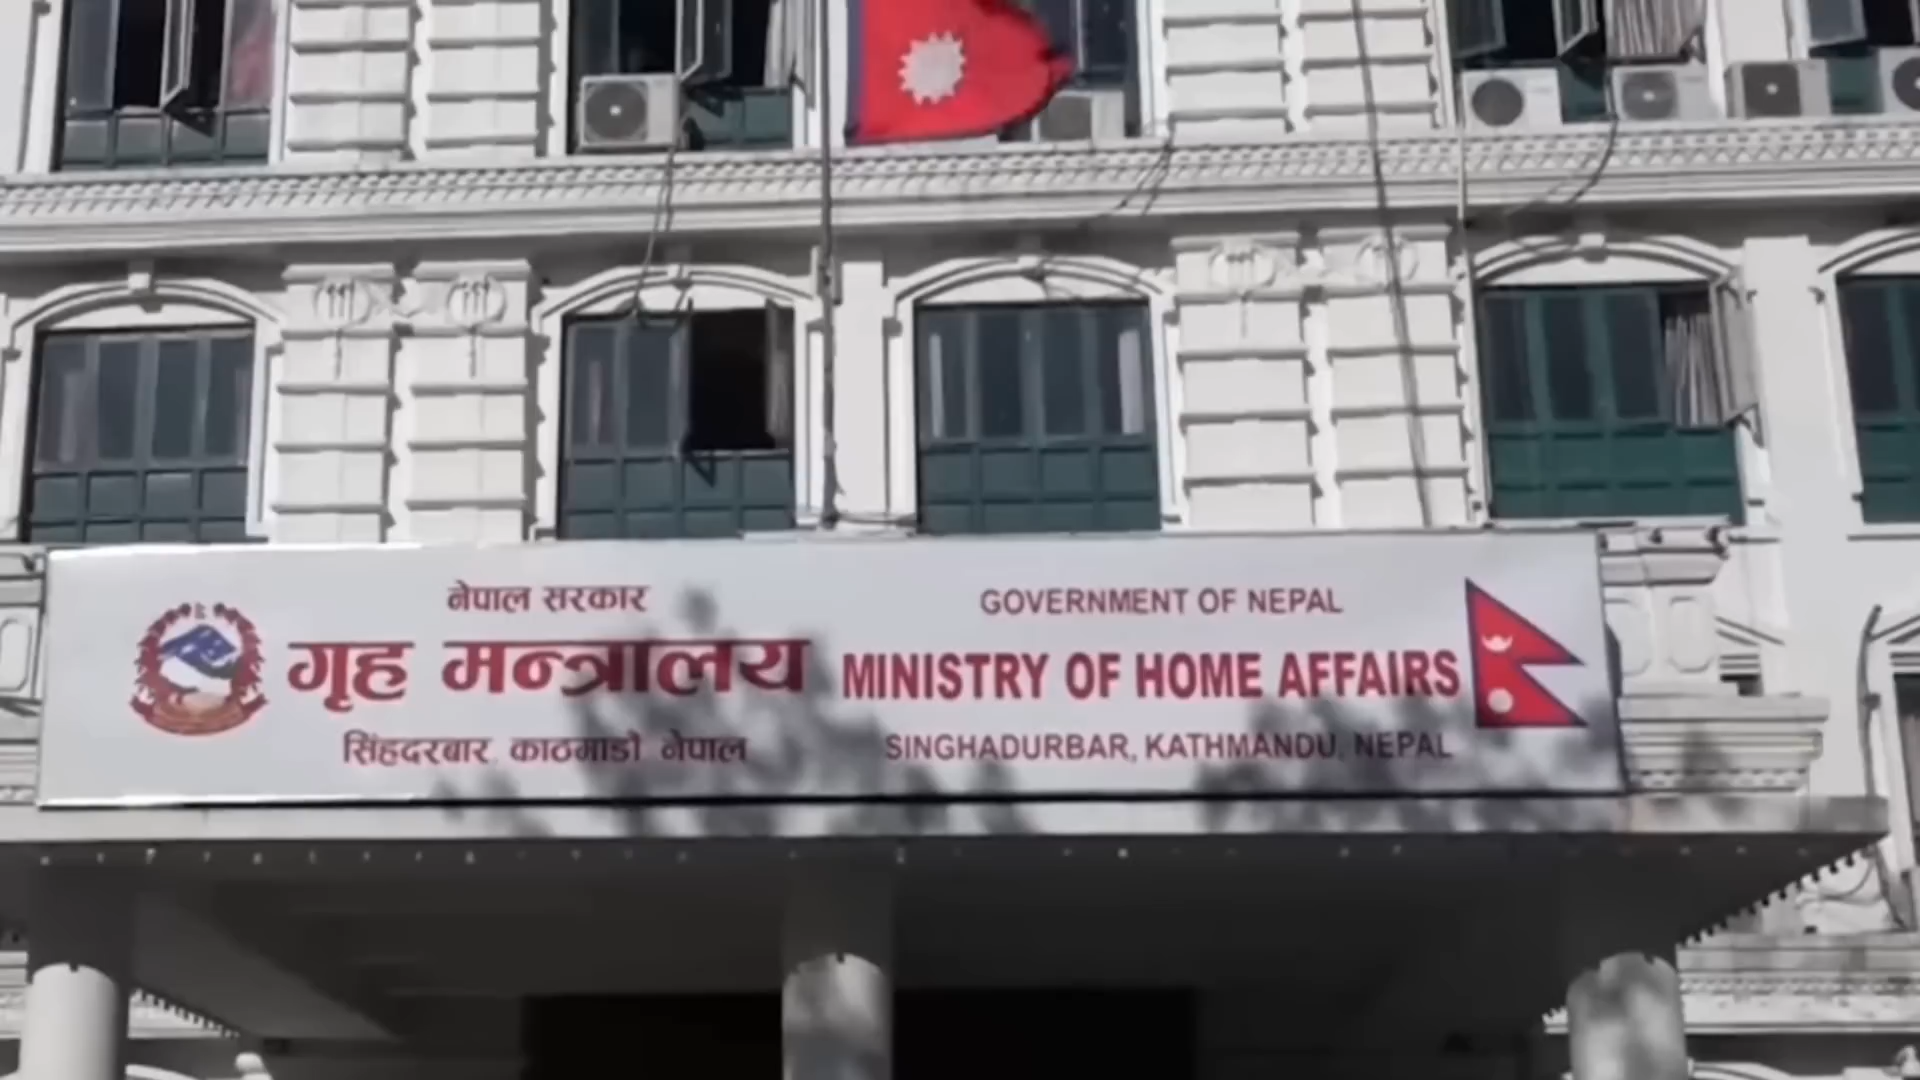 नेपाल सरकार
गृह मन्त्रालय
सिंहदरबार, काठमाडौं, नेपाल
GOVERNMENT OF NEPAL
MINISTRY OF HOME AFFAIRS
SINGHADURBAR, KATHMANDU, NEPAL